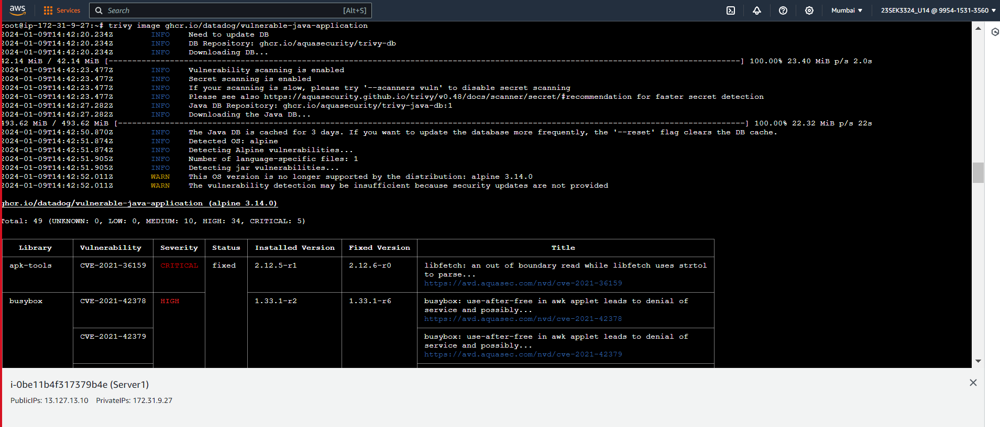 aws Services Search [Alt+S] Mumbai 23SEK3324_U14 @ 9954-1531-3560
root@ip-172-31-9-27:~# trivy image ghcr.io/datadog/vulnerable-java-application
2024-01-09T14:42:20.234Z INFO Need to update DB
2024-01-09T14:42:20.234Z INFO DB Repository: ghcr.io/aquasecurity/trivy-db
2024-01-09T14:42:20.234Z INFO Downloading DB...
42.14 MiB / 42.14 MiB [--------------------------------------------------------------------------------------------------------------------------------------] 100.00% 23.40 MiB p/s 2.0s
2024-01-09T14:42:23.477Z INFO Vulnerability scanning is enabled
2024-01-09T14:42:23.477Z INFO Secret scanning is enabled
2024-01-09T14:42:23.477Z INFO If your scanning is slow, please try '--scanners vuln' to disable secret scanning
2024-01-09T14:42:23.477Z INFO Please see also https://aquasecurity.github.io/trivy/v0.48/docs/scanner/secret/#recommendation for faster secret detection
2024-01-09T14:42:27.282Z INFO Java DB Repository: ghcr.io/aquasecurity/trivy-java-db:1
2024-01-09T14:42:27.282Z INFO Downloading the Java DB...
493.62 MiB / 493.62 MiB [-------------------------------------------------------------------------------------------------------------------------------------] 100.00% 22.32 MiB p/s 22s
2024-01-09T14:42:50.870Z INFO The Java DB is cached for 3 days. If you want to update the database more frequently, the '--reset' flag clears the DB cache.
2024-01-09T14:42:51.874Z INFO Detected OS: alpine
2024-01-09T14:42:51.874Z INFO Detecting Alpine vulnerabilities...
2024-01-09T14:42:51.905Z INFO Number of language-specific files: 1
2024-01-09T14:42:51.905Z INFO Detecting jar vulnerabilities...
2024-01-09T14:42:52.011Z WARN This OS version is no longer supported by the distribution: alpine 3.14.0
2024-01-09T14:42:52.011Z WARN The vulnerability detection may be insufficient because security updates are not provided
ghcr.io/datadog/vulnerable-java-application (alpine 3.14.0)
Total: 49 (UNKNOWN: 0, LOW: 0, MEDIUM: 10, HIGH: 34, CRITICAL: 5)
Library Vulnerability Severity Status Installed Version Fixed Version Title
apk-tools CVE-2021-36159 CRITICAL fixed 2.12.5-r1 2.12.6-r0 libfetch: an out of boundary read while libfetch uses strtol
to parse...
https://avd.aquasec.com/nvd/cve-2021-36159
busybox CVE-2021-42378 HIGH 1.33.1-r2 1.33.1-r6 busybox: use-after-free in awk applet leads to denial of
service and possibly...
https://avd.aquasec.com/nvd/cve-2021-42378
CVE-2021-42379 busybox: use-after-free in awk applet leads to denial of
service and possibly...
https://avd.aquasec.com/nvd/cve-2021-42379
i-0be11b4f317379b4e (Server1)
PublicIPs: 13.127.13.10 PrivateIPs: 172.31.9.27